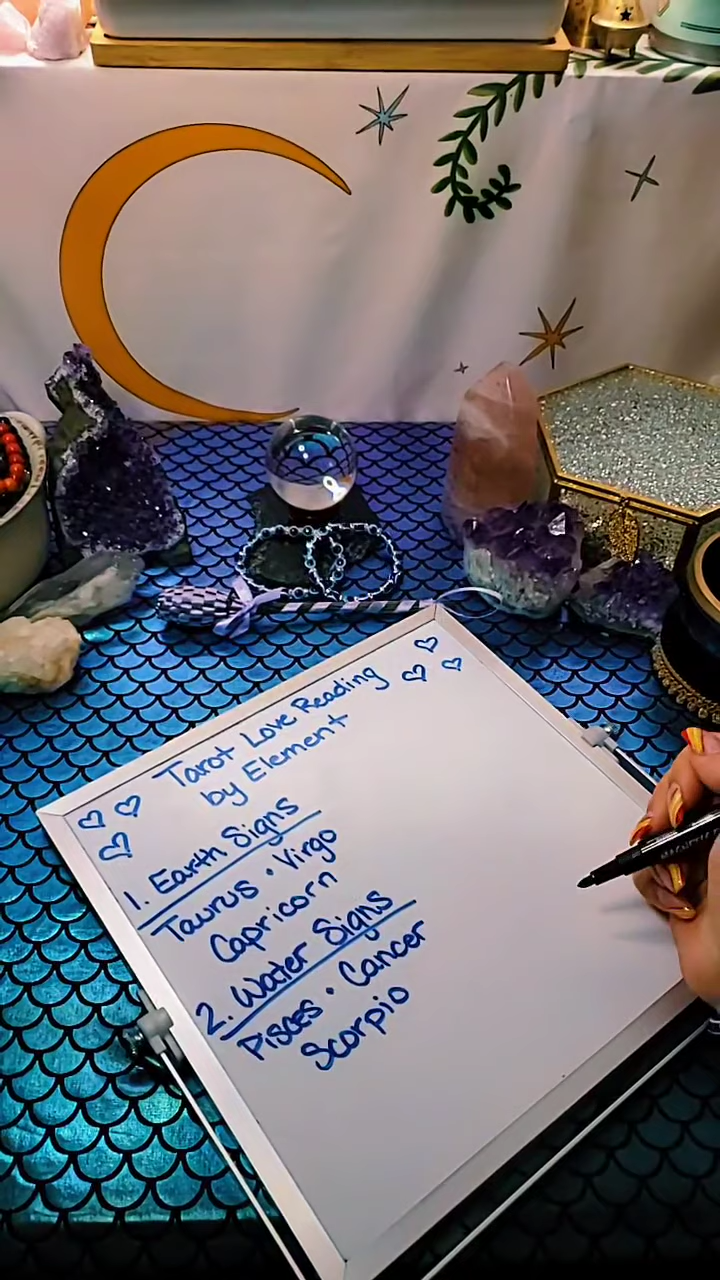 Tarot Love Reading
by Element
1. Earth Signs
Taurus • Virgo
Capricorn
2. Water Signs
Pisces • Cancer
Scorpio